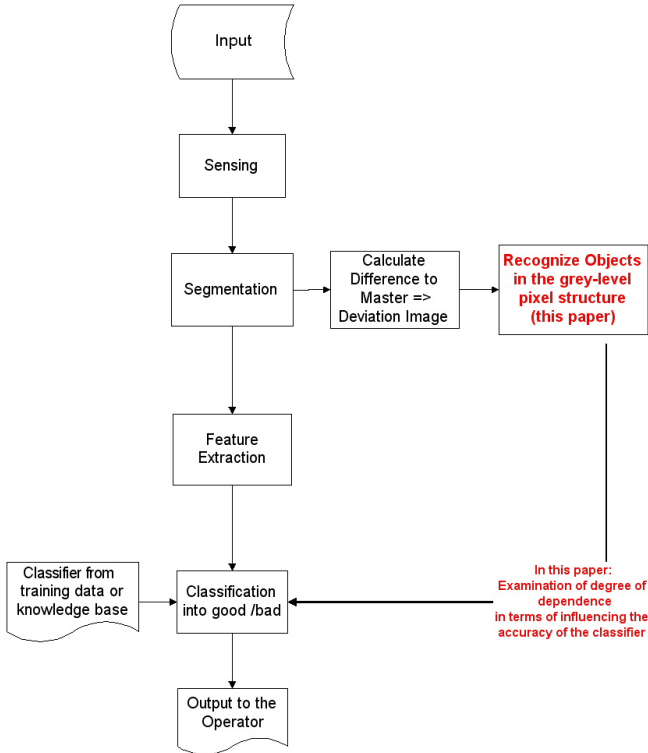 Input
Sensing
Segmentation
Calculate
Difference to
Master =>
Deviation Image
Recognize Objects
in the grey-level
pixel structure
(this paper)
Feature
Extraction
Classifier from
training data or
knowledge base
Classification
into good /bad
In this paper:
Examination of degree of
dependence
in terms of influencing the
accuracy of the classifier
Output to the
Operator